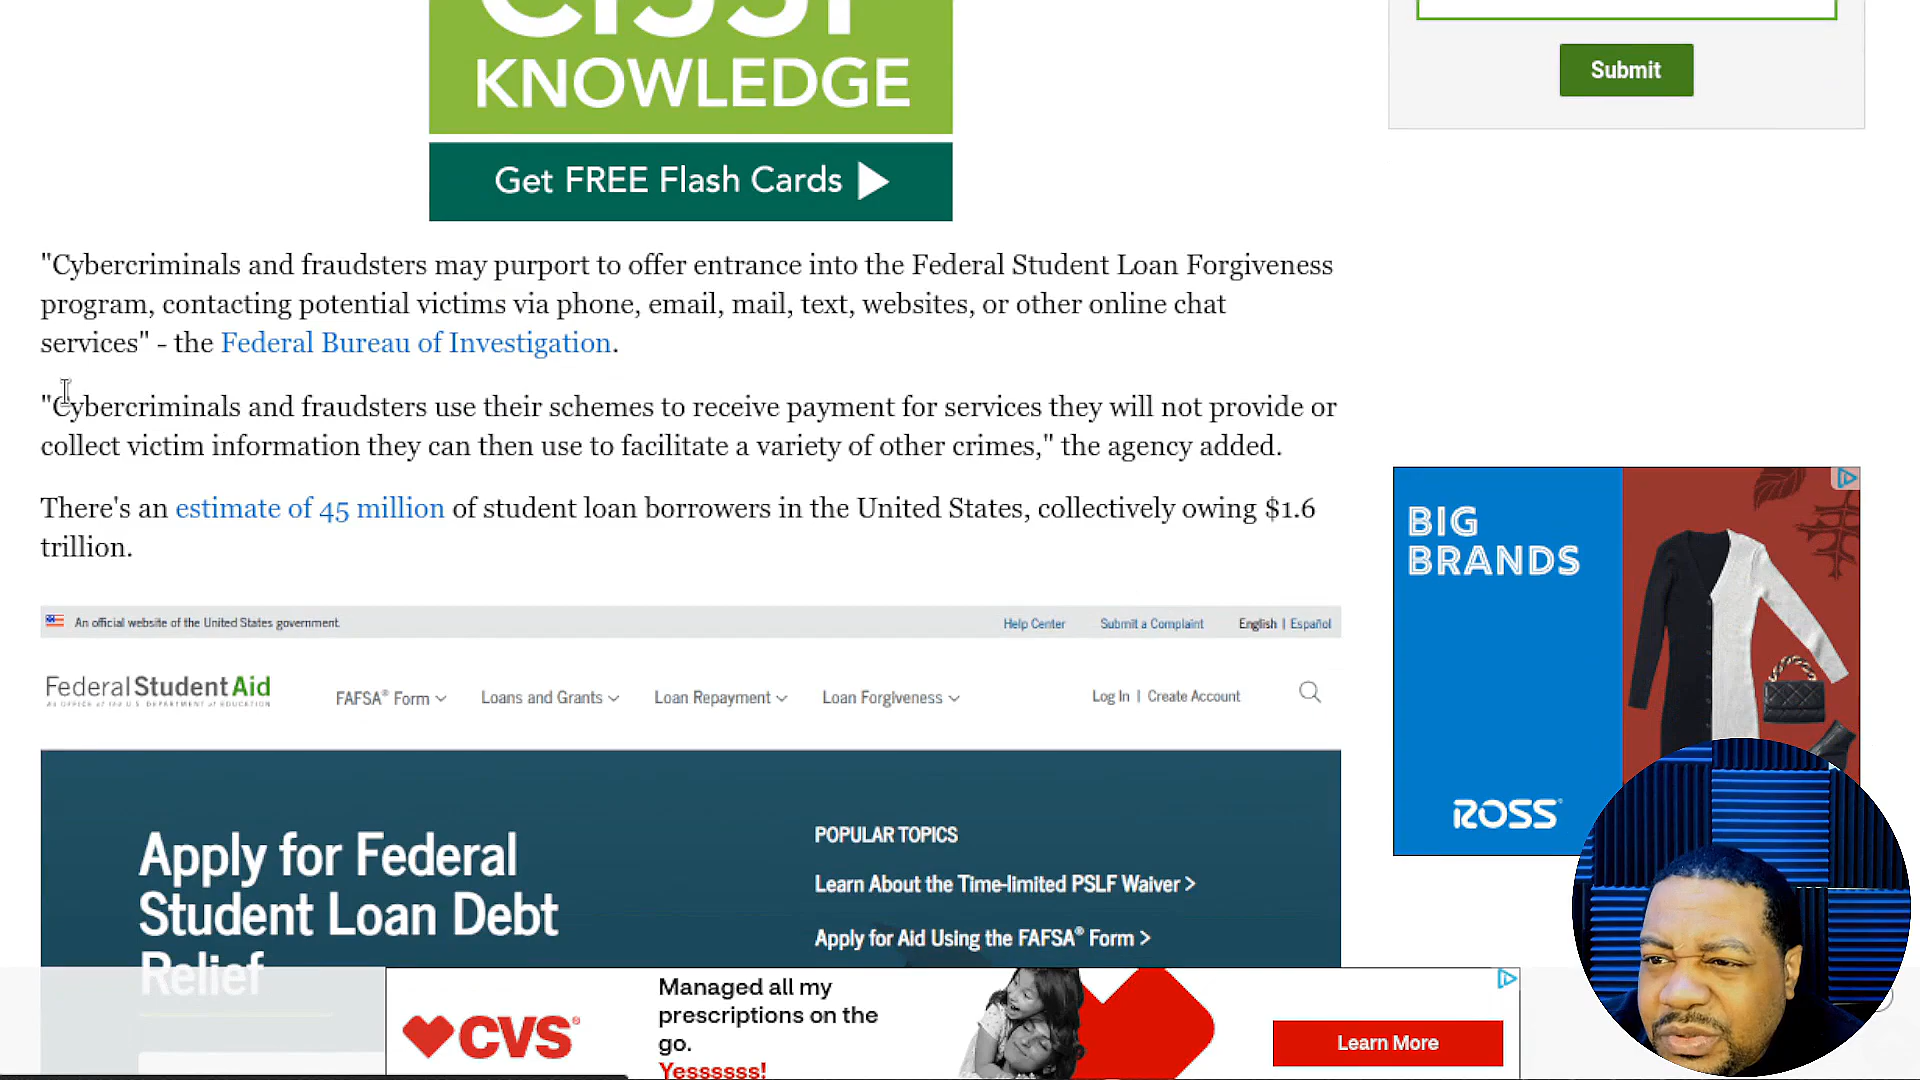 CISSP
KNOWLEDGE
Get FREE Flash Cards
Submit
"Cybercriminals and fraudsters may purport to offer entrance into the Federal Student Loan Forgiveness
program, contacting potential victims via phone, email, mail, text, websites, or other online chat
services" - the Federal Bureau of Investigation.
"Cybercriminals and fraudsters use their schemes to receive payment for services they will not provide or
collect victim information they can then use to facilitate a variety of other crimes," the agency added.
There's an estimate of 45 million of student loan borrowers in the United States, collectively owing $1.6
trillion.
BIG
BRANDS
ROSS
An official website of the United States government.
Help Center Submit a Complaint English | Español
Federal Student Aid
An OFFICE of the U.S. DEPARTMENT of EDUCATION
FAFSA® Form Loans and Grants Loan Repayment Loan Forgiveness Log In | Create Account
Apply for Federal
Student Loan Debt
Relief
POPULAR TOPICS
Learn About the Time-limited PSLF Waiver >
Apply for Aid Using the FAFSA® Form >
CVS®
Managed all my
prescriptions on the
go.
Yessssss!
Learn More